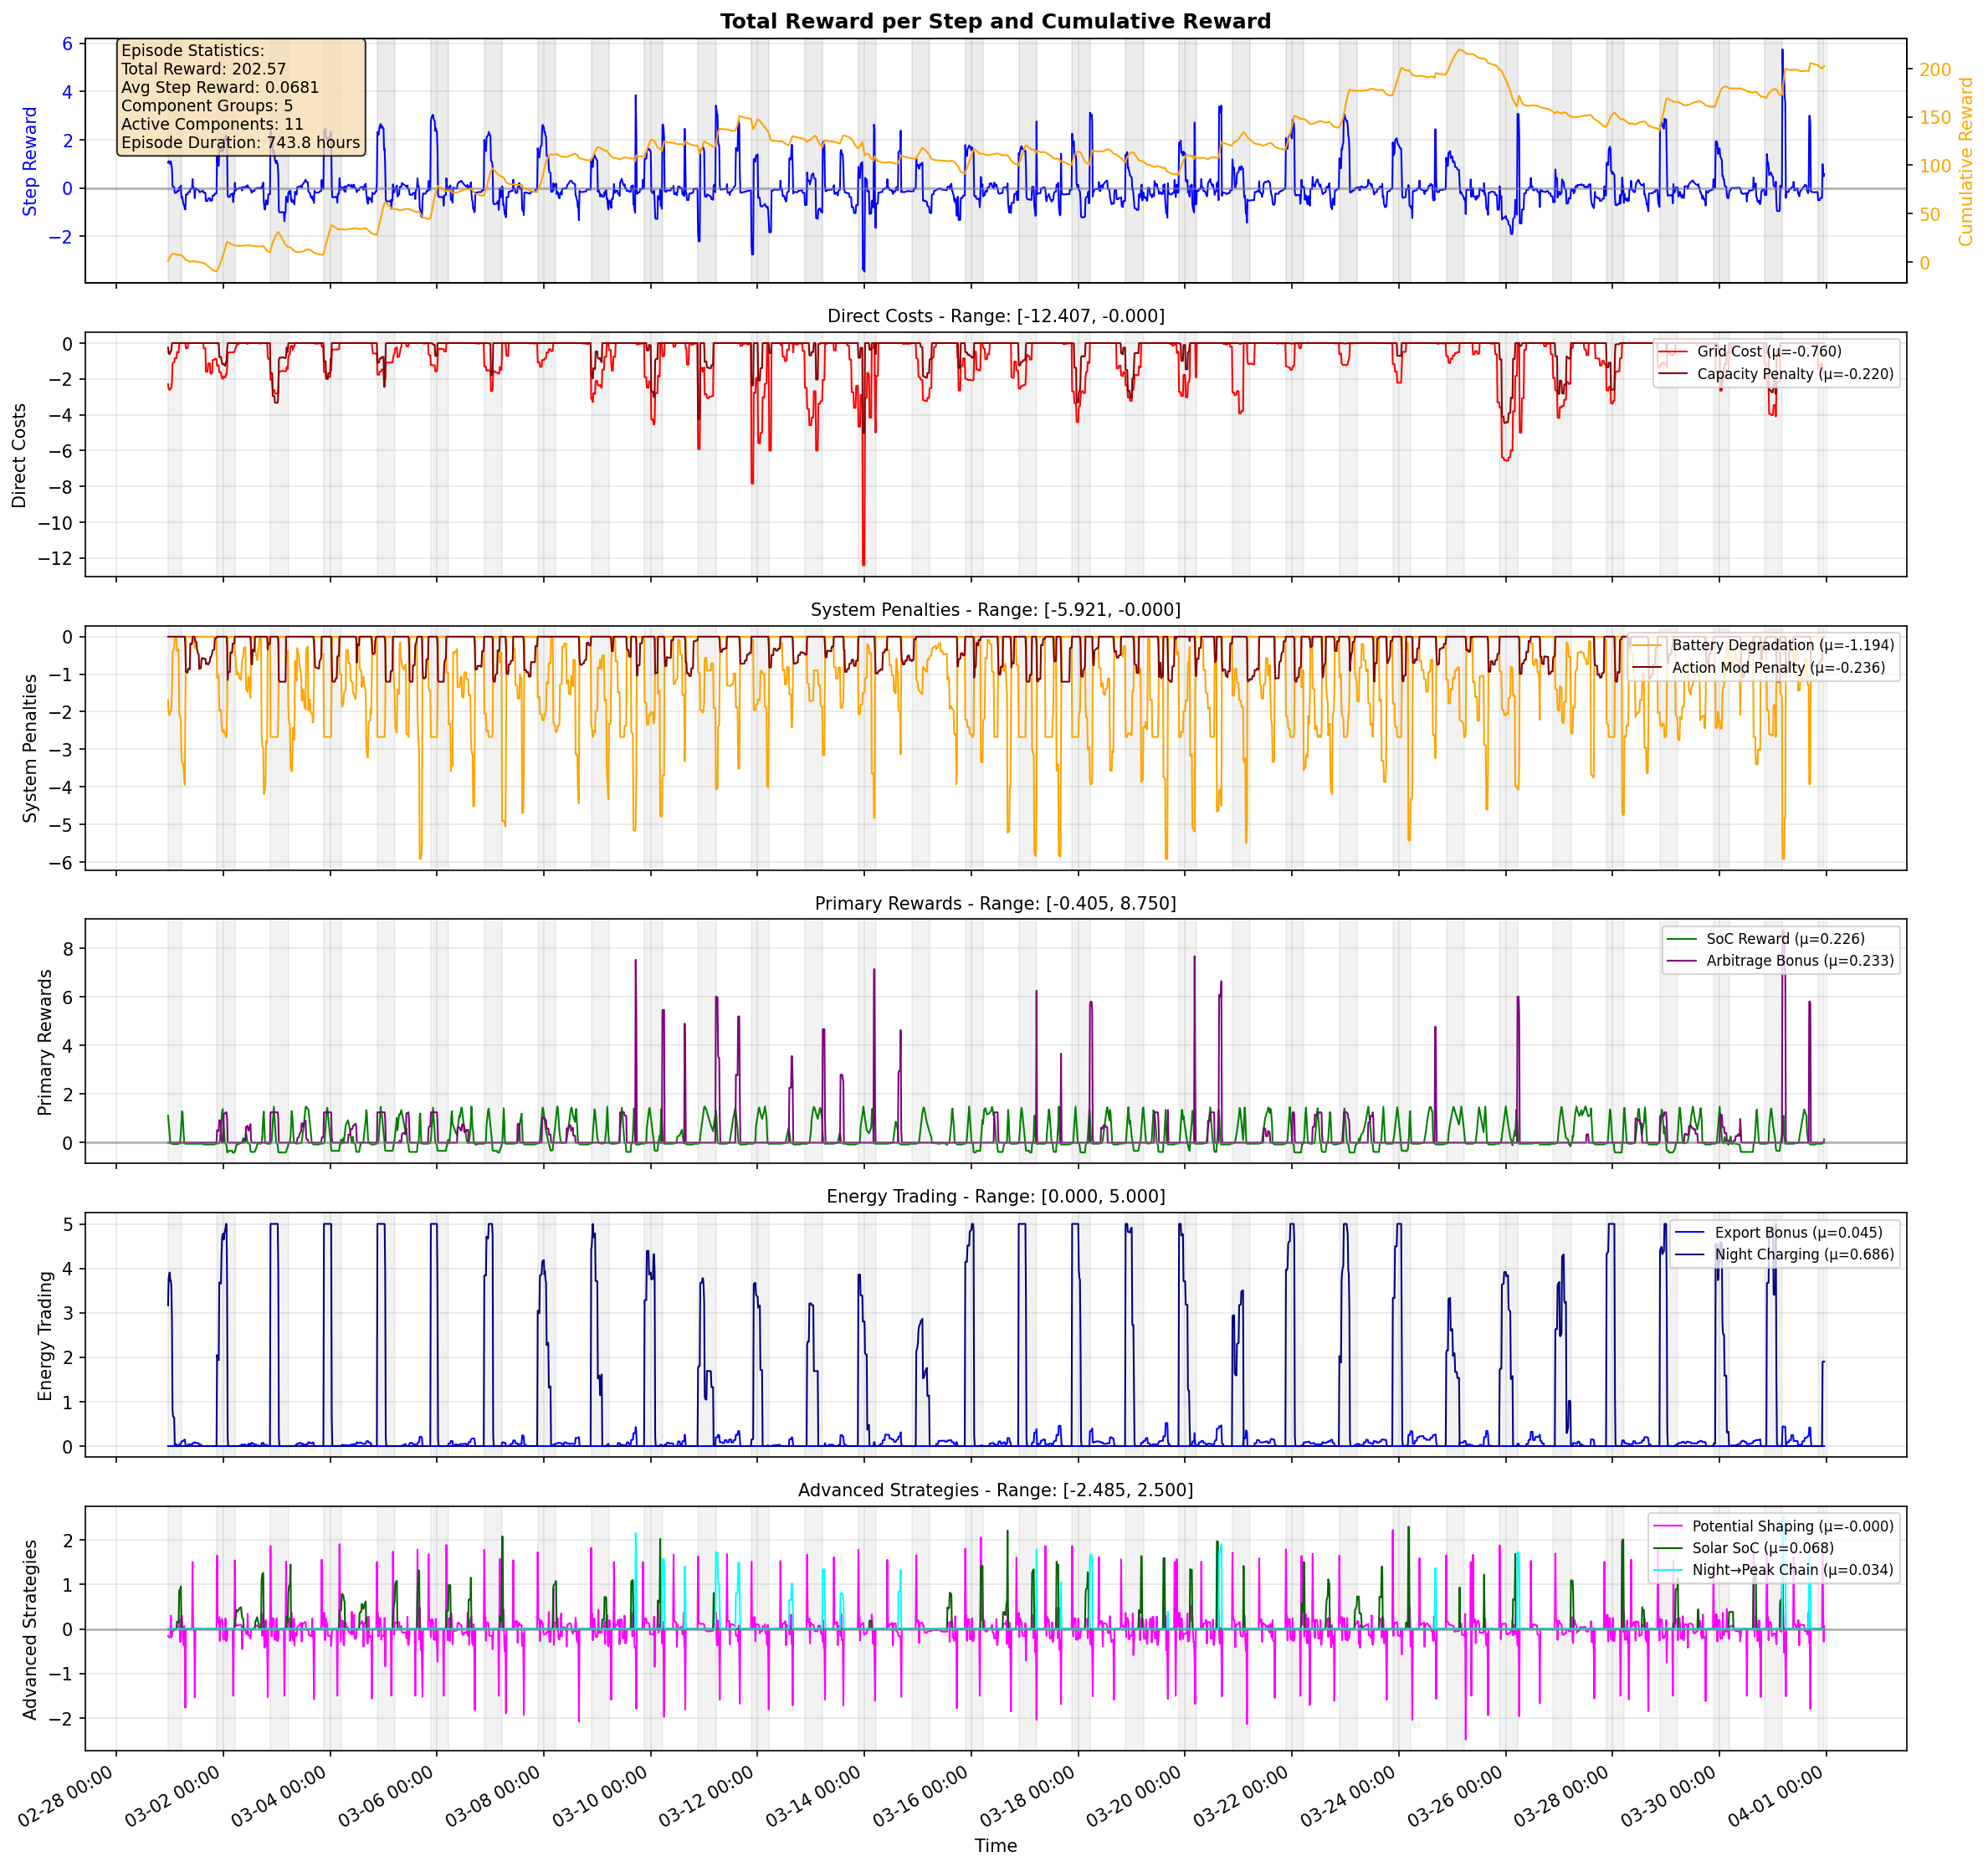 Total Reward per Step and Cumulative Reward
Episode Statistics:
Total Reward: 202.57
Avg Step Reward: 0.0681
Component Groups: 5
Active Components: 11
Episode Duration: 743.8 hours
Step Reward
6
4
2
0
−2
Cumulative Reward
200
150
100
50
0
Direct Costs - Range: [-12.407, -0.000]
Direct Costs
0
−2
−4
−6
−8
−10
−12
Grid Cost (μ=-0.760)
Capacity Penalty (μ=-0.220)
System Penalties - Range: [-5.921, -0.000]
System Penalties
0
−1
−2
−3
−4
−5
−6
Battery Degradation (μ=-1.194)
Action Mod Penalty (μ=-0.236)
Primary Rewards - Range: [-0.405, 8.750]
Primary Rewards
8
6
4
2
0
SoC Reward (μ=0.226)
Arbitrage Bonus (μ=0.233)
Energy Trading - Range: [0.000, 5.000]
Energy Trading
5
4
3
2
1
0
Export Bonus (μ=0.045)
Night Charging (μ=0.686)
Advanced Strategies - Range: [-2.485, 2.500]
Advanced Strategies
2
1
0
−1
−2
Potential Shaping (μ=-0.000)
Solar SoC (μ=0.068)
Night→Peak Chain (μ=0.034)
02-28 00:00
03-02 00:00
03-04 00:00
03-06 00:00
03-08 00:00
03-10 00:00
03-12 00:00
03-14 00:00
03-16 00:00
03-18 00:00
03-20 00:00
03-22 00:00
03-24 00:00
03-26 00:00
03-28 00:00
03-30 00:00
04-01 00:00
Time